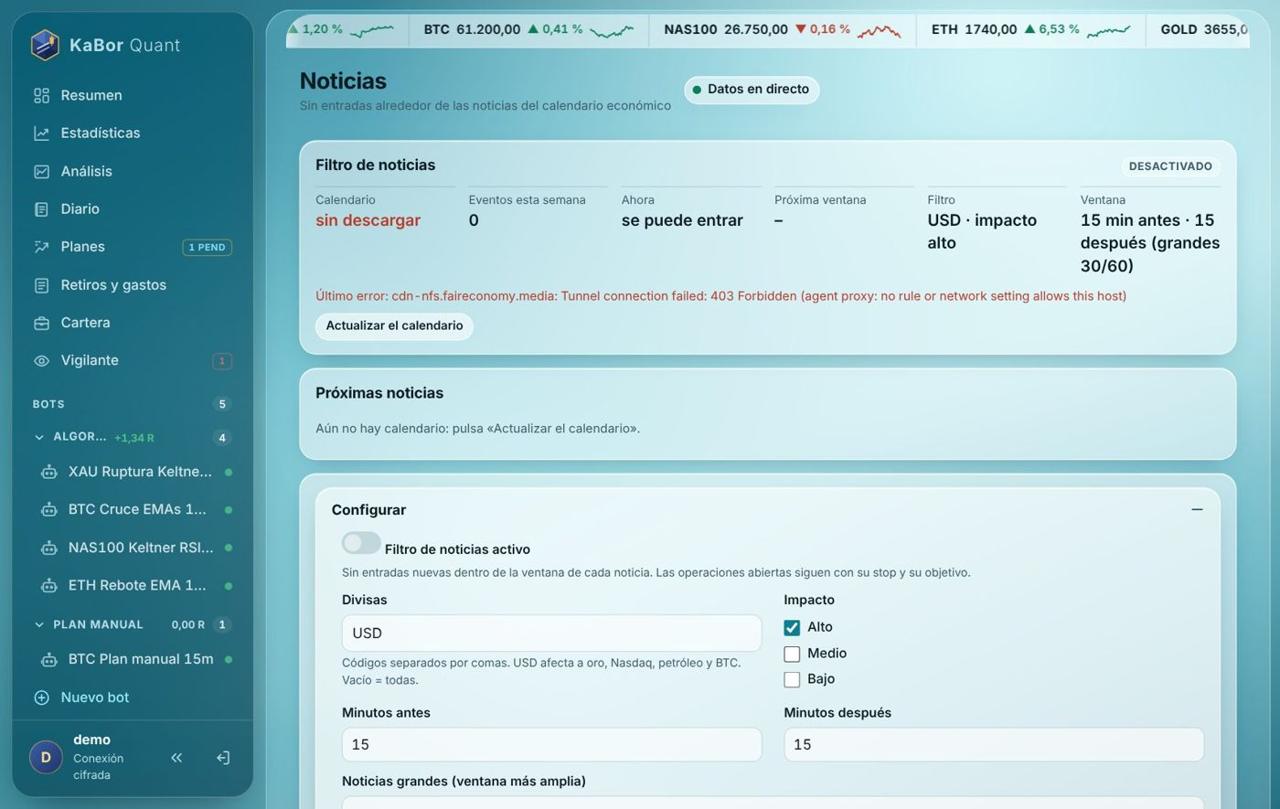 KaBor Quant
Resumen
Estadísticas
Análisis
Diario
Planes
1 PEND
Retiros y gastos
Cartera
Vigilante
1
BOTS
5
ALGOR... +1,34 R
4
XAU Ruptura Keltne...
BTC Cruce EMAs 1...
NAS100 Keltner RSI...
ETH Rebote EMA 1...
PLAN MANUAL
0,00 R
1
BTC Plan manual 15m
Nuevo bot
D
demo
Conexión
cifrada
▲ 1,20 %
BTC 61.200,00 ▲ 0,41 %
NAS100 26.750,00 ▼ 0,16 %
ETH 1740,00 ▲ 6,53 %
GOLD 3655,0
Noticias
Sin entradas alrededor de las noticias del calendario económico
Datos en directo
Filtro de noticias
DESACTIVADO
Calendario
sin descargar
Eventos esta semana
0
Ahora
se puede entrar
Próxima ventana
–
Filtro
USD · impacto
alto
Ventana
15 min antes · 15
después (grandes
30/60)
Último error: cdn-nfs.faireconomy.media: Tunnel connection failed: 403 Forbidden (agent proxy: no rule or network setting allows this host)
Actualizar el calendario
Próximas noticias
Aún no hay calendario: pulsa «Actualizar el calendario».
Configurar
Filtro de noticias activo
Sin entradas nuevas dentro de la ventana de cada noticia. Las operaciones abiertas siguen con su stop y su objetivo.
Divisas
USD
Códigos separados por comas. USD afecta a oro, Nasdaq, petróleo y BTC.
Vacío = todas.
Impacto
Alto
Medio
Bajo
Minutos antes
15
Minutos después
15
Noticias grandes (ventana más amplia)